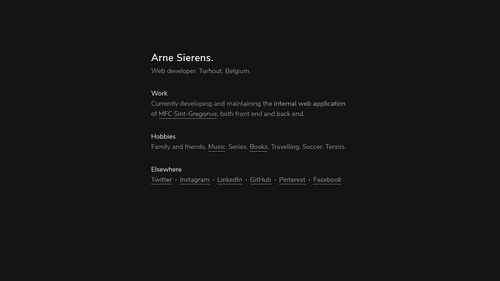 Arne Sierens.
Web developer. Torhout, Belgium.
Work
Currently developing and maintaining the internal web application
of MFC Sint-Gregorius, both front end and back end.
Hobbies
Family and friends. Music. Series. Books. Travelling. Soccer. Tennis.
Elsewhere
Twitter • Instagram • LinkedIn • GitHub • Pinterest • Facebook